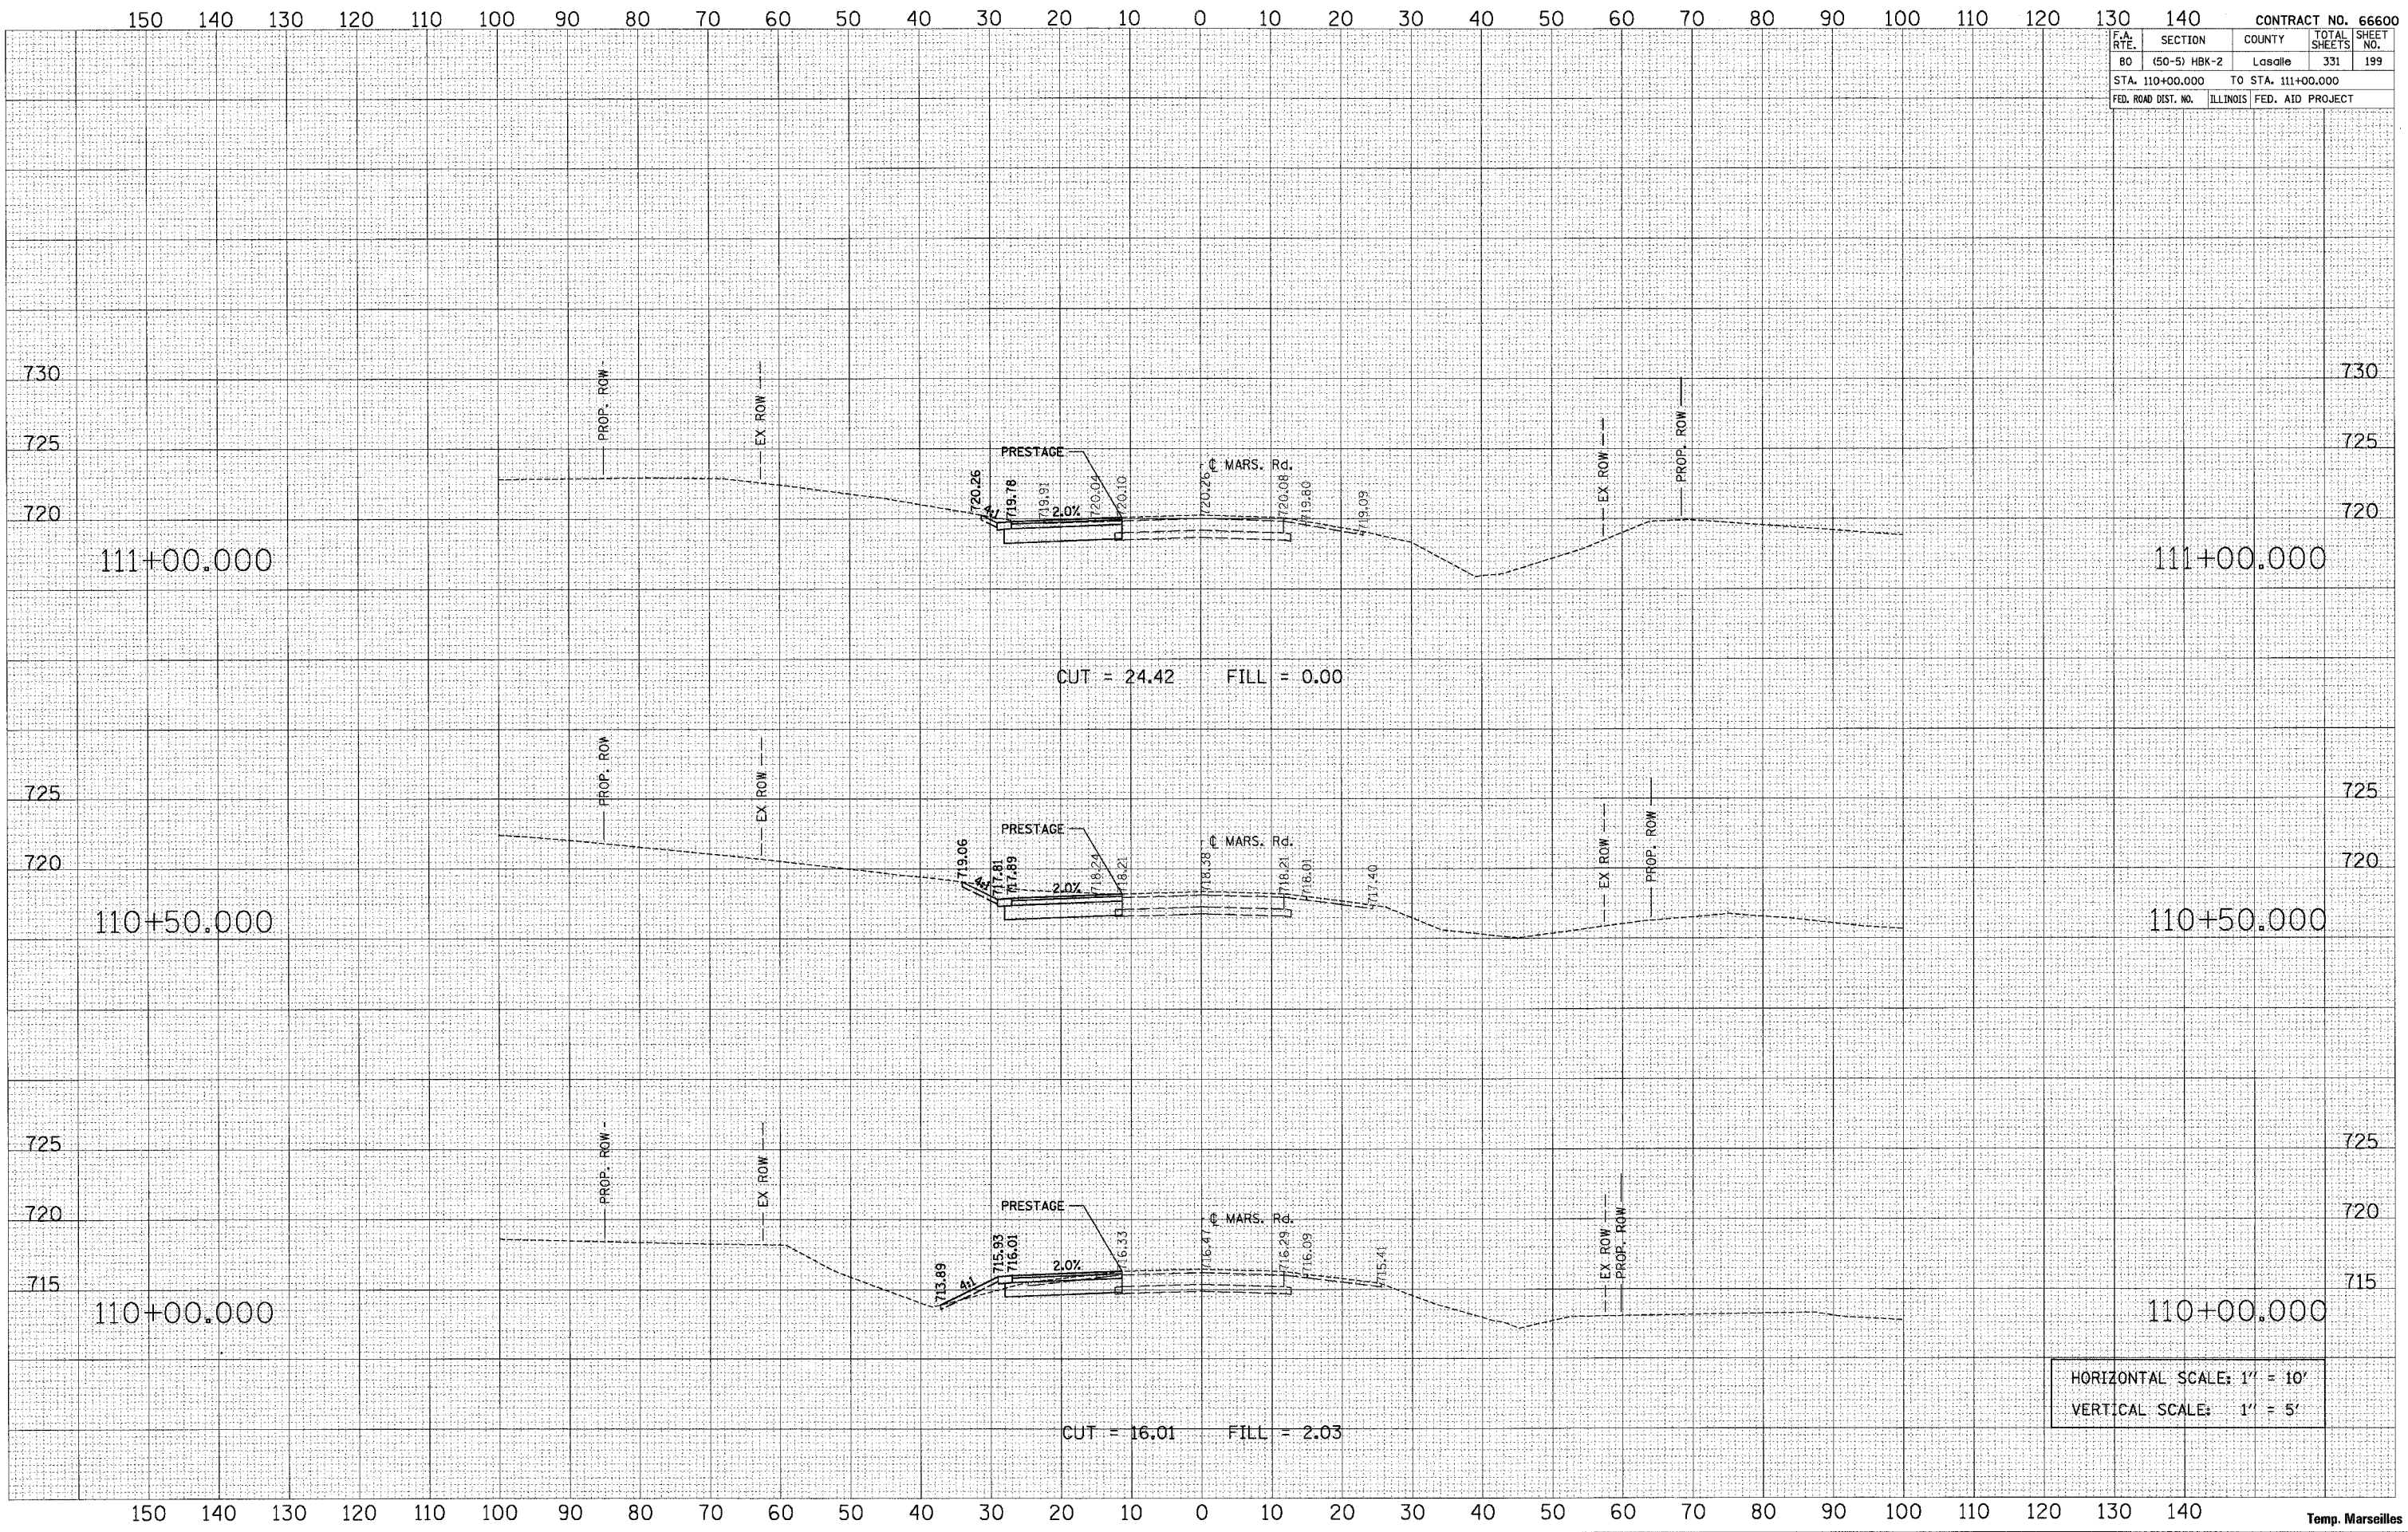 150 140 130 120 110 100 90 80 70 60 50 40 30 20 10 0 10 20 30 40 50 60 70 80 90 100 110 120 130 140
CONTRACT NO. 66600
F.A. RTE. SECTION COUNTY TOTAL SHEETS SHEET NO.
80 (50-5) HBK-2 Lasalle 331 199
STA. 110+00.000 TO STA. 111+00.000
FED. ROAD DIST. NO. ILLINOIS FED. AID PROJECT
730 730
725 725
720 720
PROP. ROW
EX ROW
PRESTAGE
℄ MARS. Rd.
EX ROW
PROP. ROW
720.26
4:1
719.78
719.91
2.0%
720.04
720.10
720.26
720.08
719.80
719.09
111+00.000 111+00.000
CUT = 24.42 FILL = 0.00
725 725
720 720
PROP. ROW
EX ROW
PRESTAGE
℄ MARS. Rd.
EX ROW
PROP. ROW
719.06
4:1
717.81
717.89
2.0%
718.24
718.21
718.38
718.21
718.01
717.40
110+50.000 110+50.000
725 725
720 720
715 715
PROP. ROW
EX ROW
PRESTAGE
℄ MARS. Rd.
EX ROW
PROP. ROW
713.89
4:1
715.93
716.01
2.0%
716.33
716.47
716.29
716.09
715.41
110+00.000 110+00.000
HORIZONTAL SCALE: 1" = 10'
VERTICAL SCALE: 1" = 5'
CUT = 16.01 FILL = 2.03
150 140 130 120 110 100 90 80 70 60 50 40 30 20 10 0 10 20 30 40 50 60 70 80 90 100 110 120 130 140
Temp. Marseilles